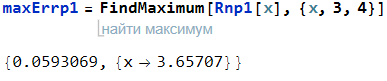 maxErrp1 = FindMaximum[Rnp1[x], {x, 3, 4}]
найти максимум
{0.0593069, {x → 3.65707}}